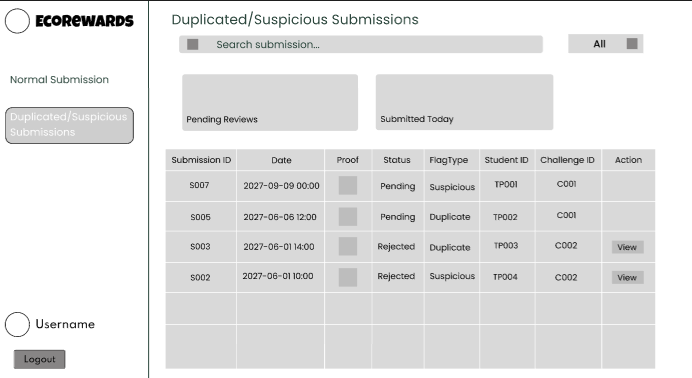 ECOREWARDS
Duplicated/Suspicious Submissions
Search submission...
All
Normal Submission
Duplicated/Suspicious
Submissions
Pending Reviews
Submitted Today
Submission ID Date Proof Status FlagType Student ID Challenge ID Action
S007 2027-09-09 00:00 Pending Suspicious TP001 C001
S005 2027-06-06 12:00 Pending Duplicate TP002 C001
S003 2027-06-01 14:00 Rejected Duplicate TP003 C002 View
S002 2027-06-01 10:00 Rejected Suspicious TP004 C002 View
Username
Logout